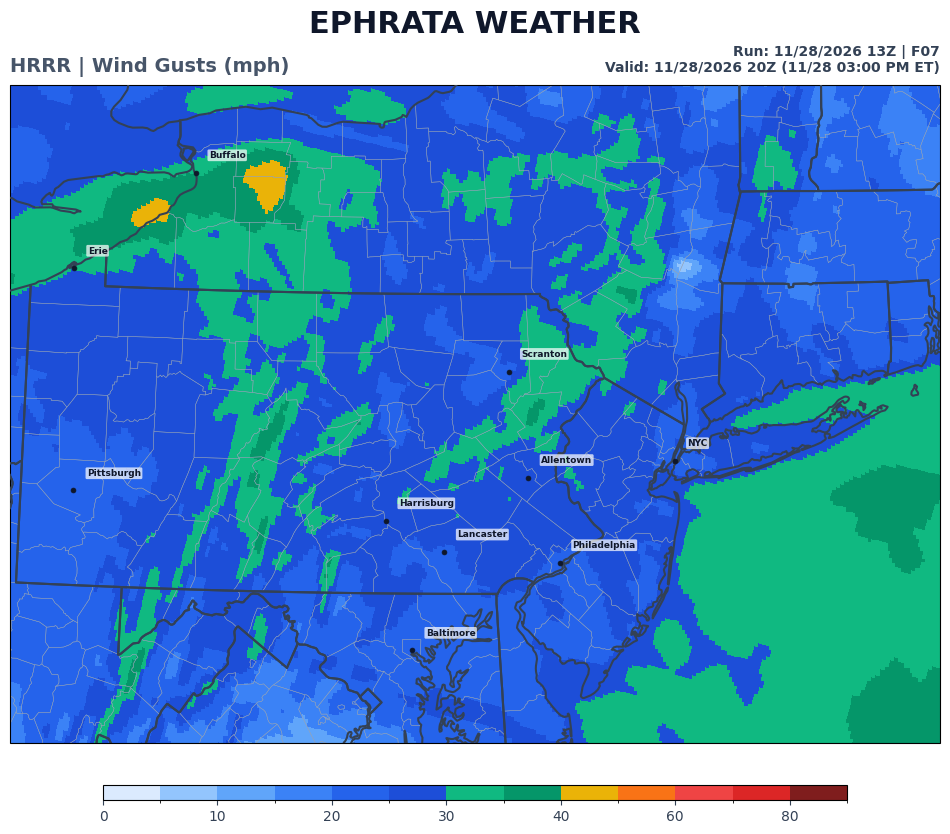 EPHRATA WEATHER
HRRR | Wind Gusts (mph)
Run: 11/28/2026 13Z | F07
Valid: 11/28/2026 20Z (11/28 03:00 PM ET)
Buffalo
Erie
Scranton
NYC
Allentown
Pittsburgh
Harrisburg
Lancaster
Philadelphia
Baltimore
0 10 20 30 40 50 60 70 80